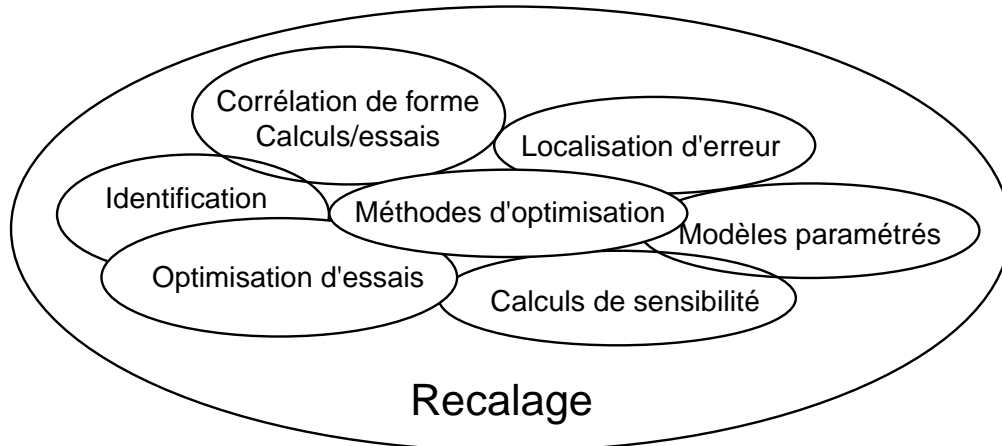 Corrélation de forme
Calculs/essais
Localisation d'erreur
Identification
Méthodes d'optimisation
Modèles paramétrés
Optimisation d'essais
Calculs de sensibilité
Recalage